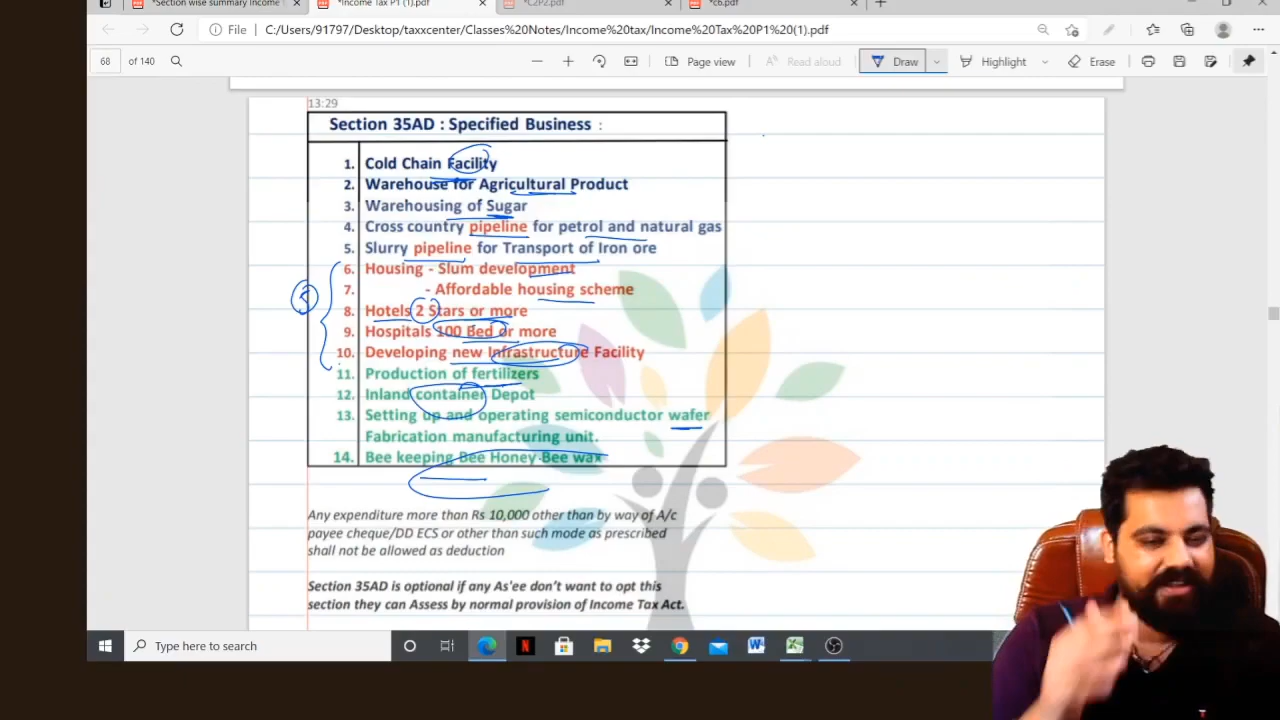 *Section wise summary Income
*Income Tax P1 (1).pdf
*C2P2.pdf
*c6.pdf
File
C:/Users/91797/Desktop/taxxcenter/Classes%20Notes/Income%20tax/Income%20Tax%20P1%20(1).pdf
68 of 140
Page view
Read aloud
Draw
Highlight
Erase
13:29
Section 35AD : Specified Business :
1. Cold Chain Facility
2. Warehouse for Agricultural Product
3. Warehousing of Sugar
4. Cross country pipeline for petrol and natural gas
5. Slurry pipeline for Transport of Iron ore
6. Housing - Slum development
7. - Affordable housing scheme
8. Hotels 2 Stars or more
9. Hospitals 100 Bed or more
10. Developing new Infrastructure Facility
11. Production of fertilizers
12. Inland container Depot
13. Setting up and operating semiconductor wafer
Fabrication manufacturing unit.
14. Bee keeping Bee Honey Bee wax
5
Any expenditure more than Rs 10,000 other than by way of A/c
payee cheque/DD ECS or other than such mode as prescribed
shall not be allowed as deduction
Section 35AD is optional if any As'ee don't want to opt this
section they can Assess by normal provision of Income Tax Act.
Type here to search